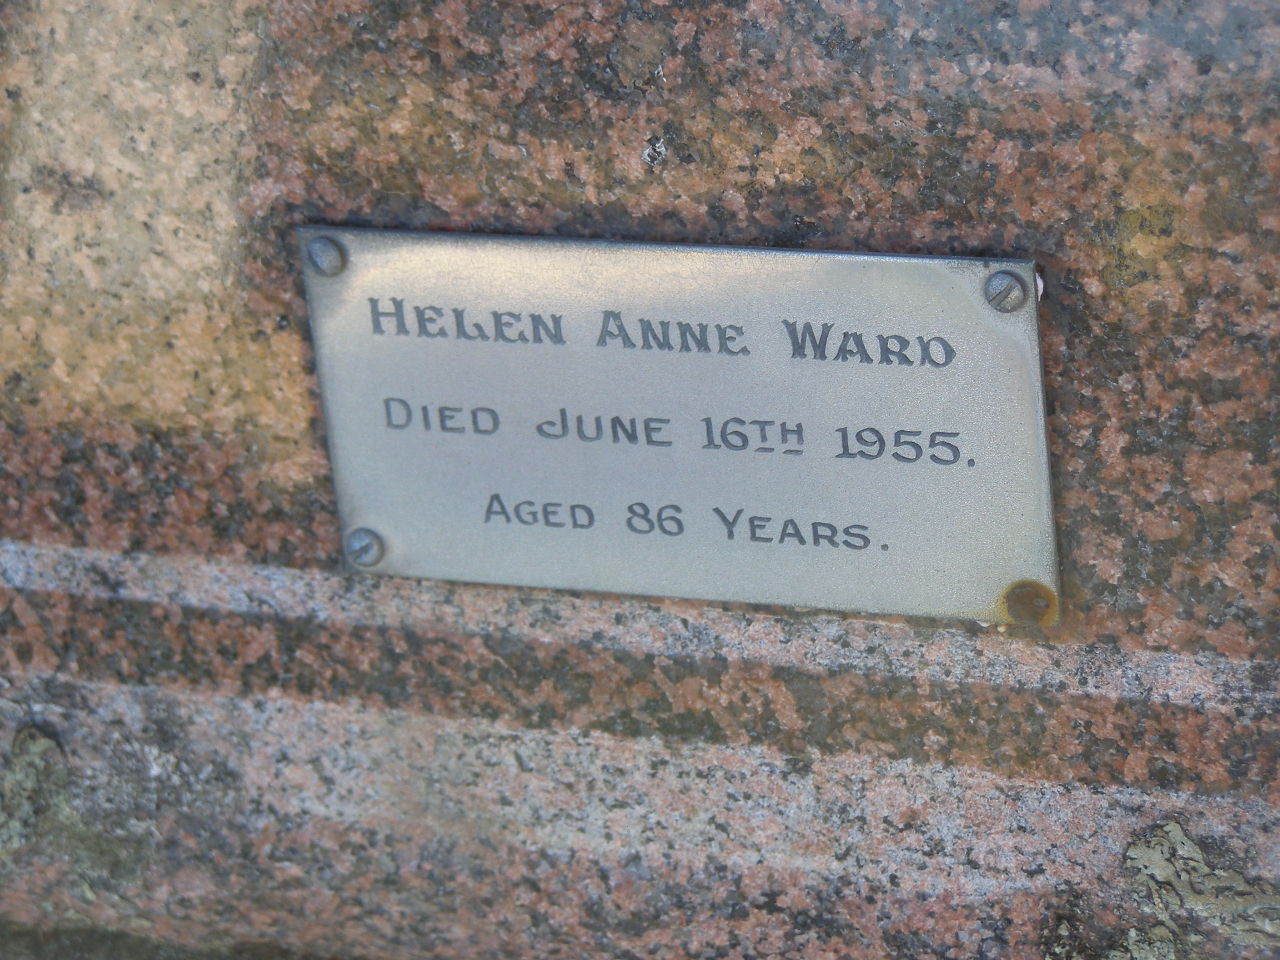 HELEN ANNE WARD
DIED JUNE 16TH 1955.
AGED 86 YEARS.